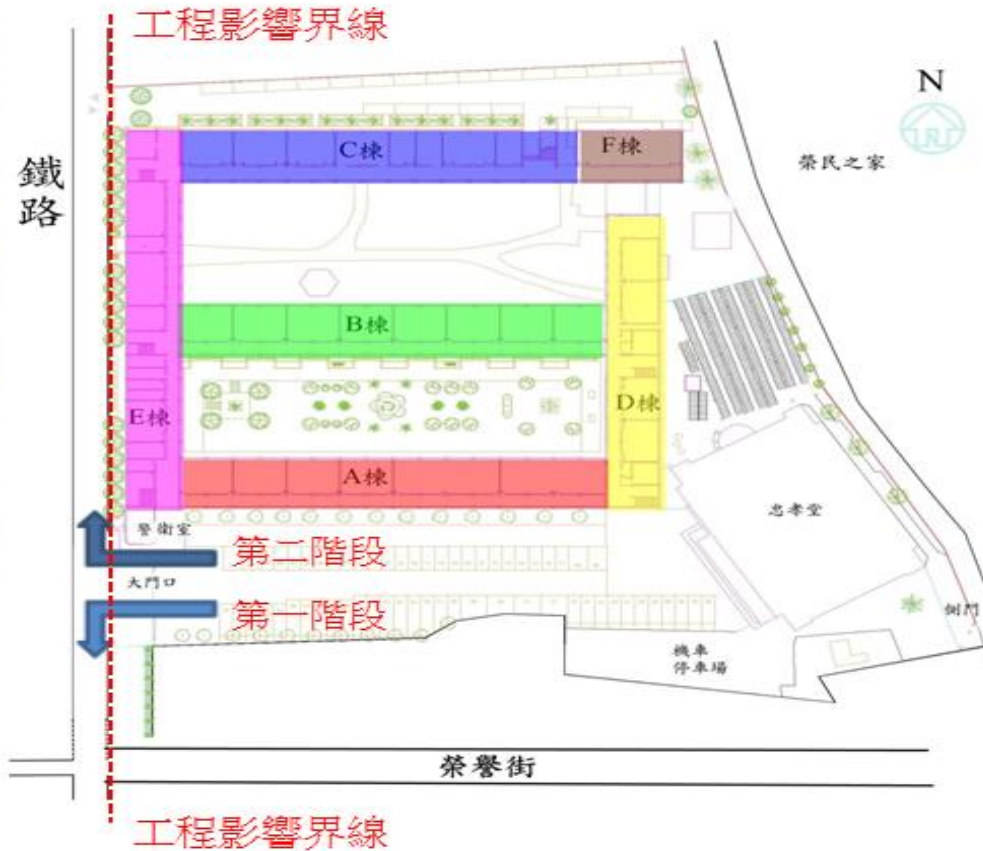 工程影響界線
N
鐵路
C棟
F棟
榮民之家
B棟
E棟
D棟
A棟
忠孝堂
警衛室
第二階段
大門口
第一階段
側門
機車
停車場
榮譽街
工程影響界線